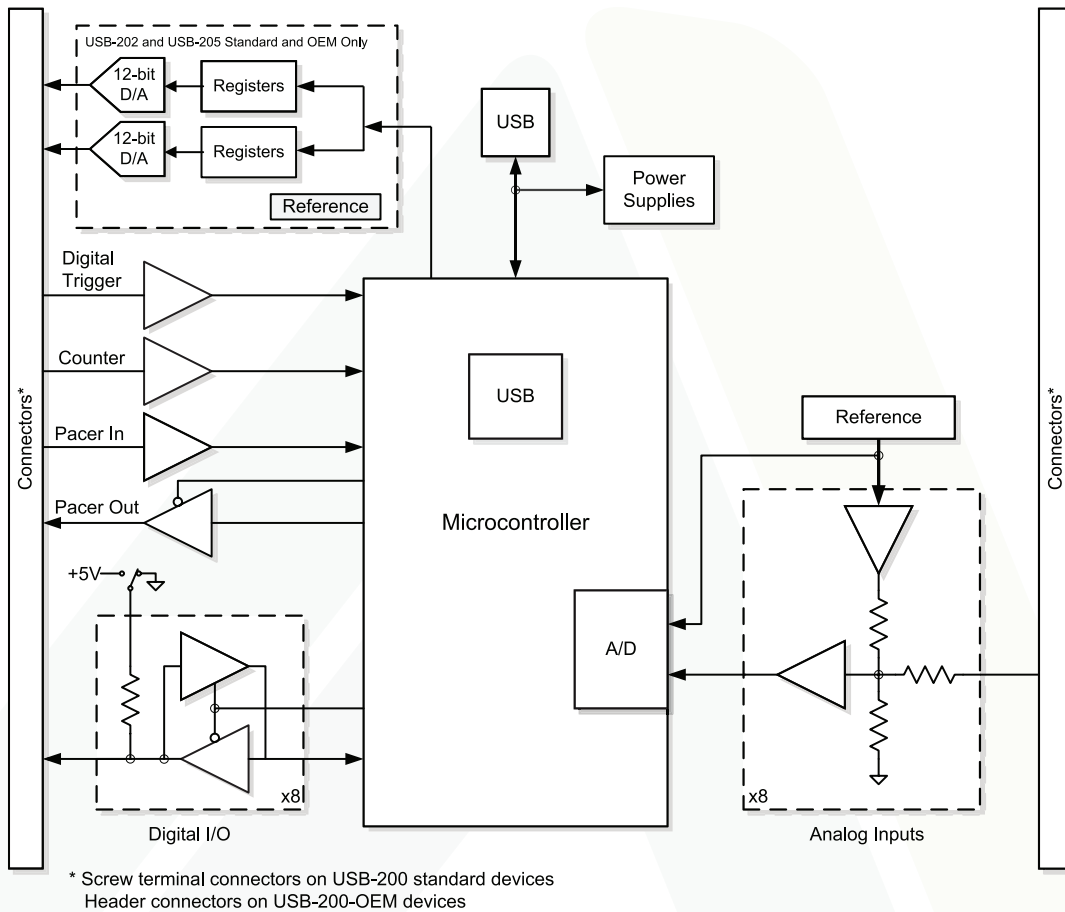 USB-202 and USB-205 Standard and OEM Only
12-bit
D/A
Registers
12-bit
D/A
Registers
Reference
USB
Power
Supplies
Connectors*
Digital
Trigger
Counter
Pacer In
Pacer Out
+5V
x8
Digital I/O
USB
Microcontroller
A/D
Reference
x8
Analog Inputs
Connectors*
* Screw terminal connectors on USB-200 standard devices
Header connectors on USB-200-OEM devices